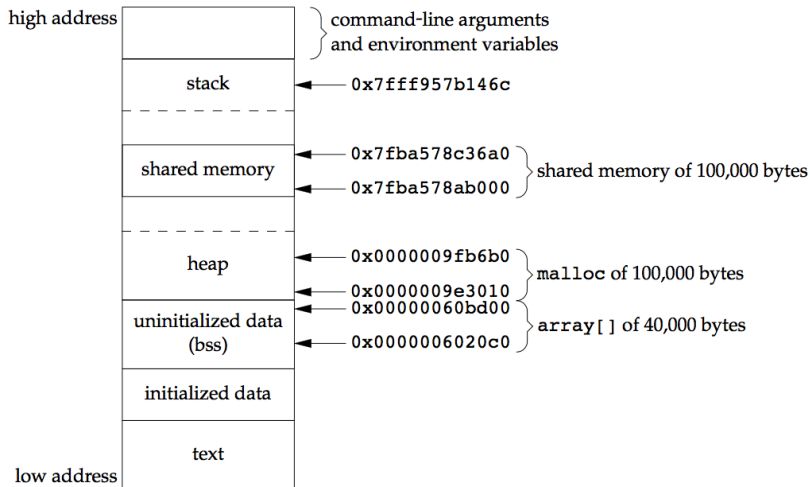 high address
command-line arguments
and environment variables
stack
0x7fff957b146c
0x7fba578c36a0
shared memory
shared memory of 100,000 bytes
0x7fba578ab000
0x0000009fb6b0
heap
malloc of 100,000 bytes
0x0000009e3010
0x00000060bd00
uninitialized data
(bss)
array[] of 40,000 bytes
0x0000006020c0
initialized data
text
low address